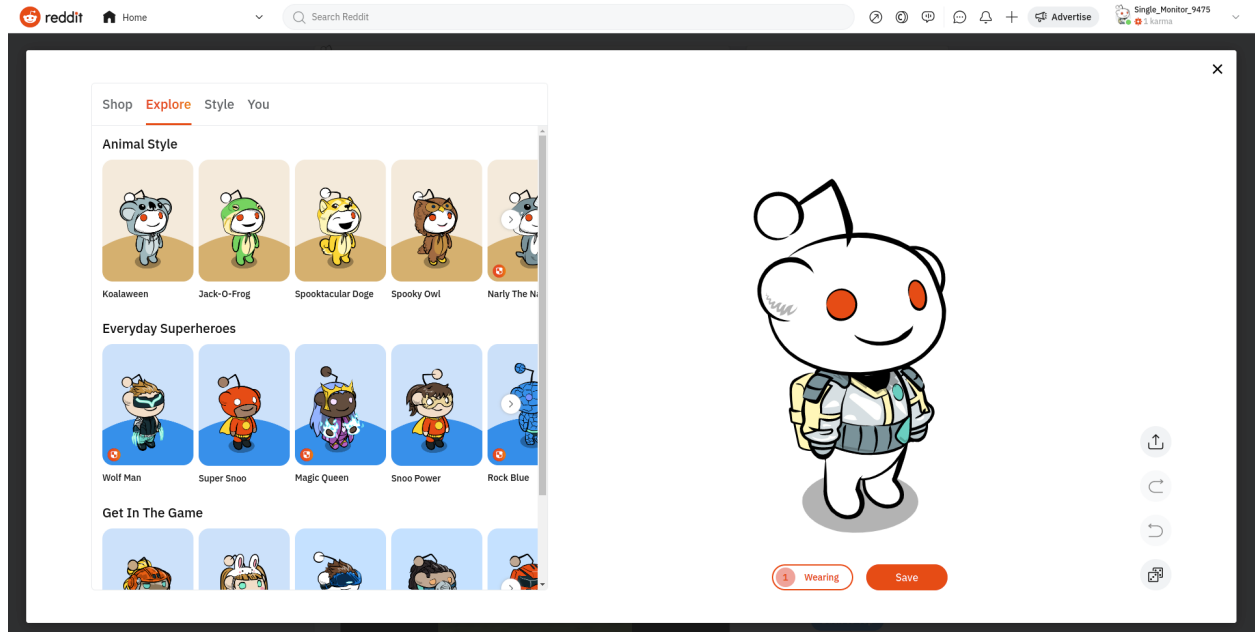 reddit
Home
Search Reddit
Advertise
Single_Monitor_9475
1 karma
Shop Explore Style You
Animal Style
Koalaween Jack-O-Frog Spooktacular Doge Spooky Owl Narly The
Everyday Superheroes
Wolf Man Super Snoo Magic Queen Snoo Power Rock Blue
Get In The Game
1 Wearing
Save